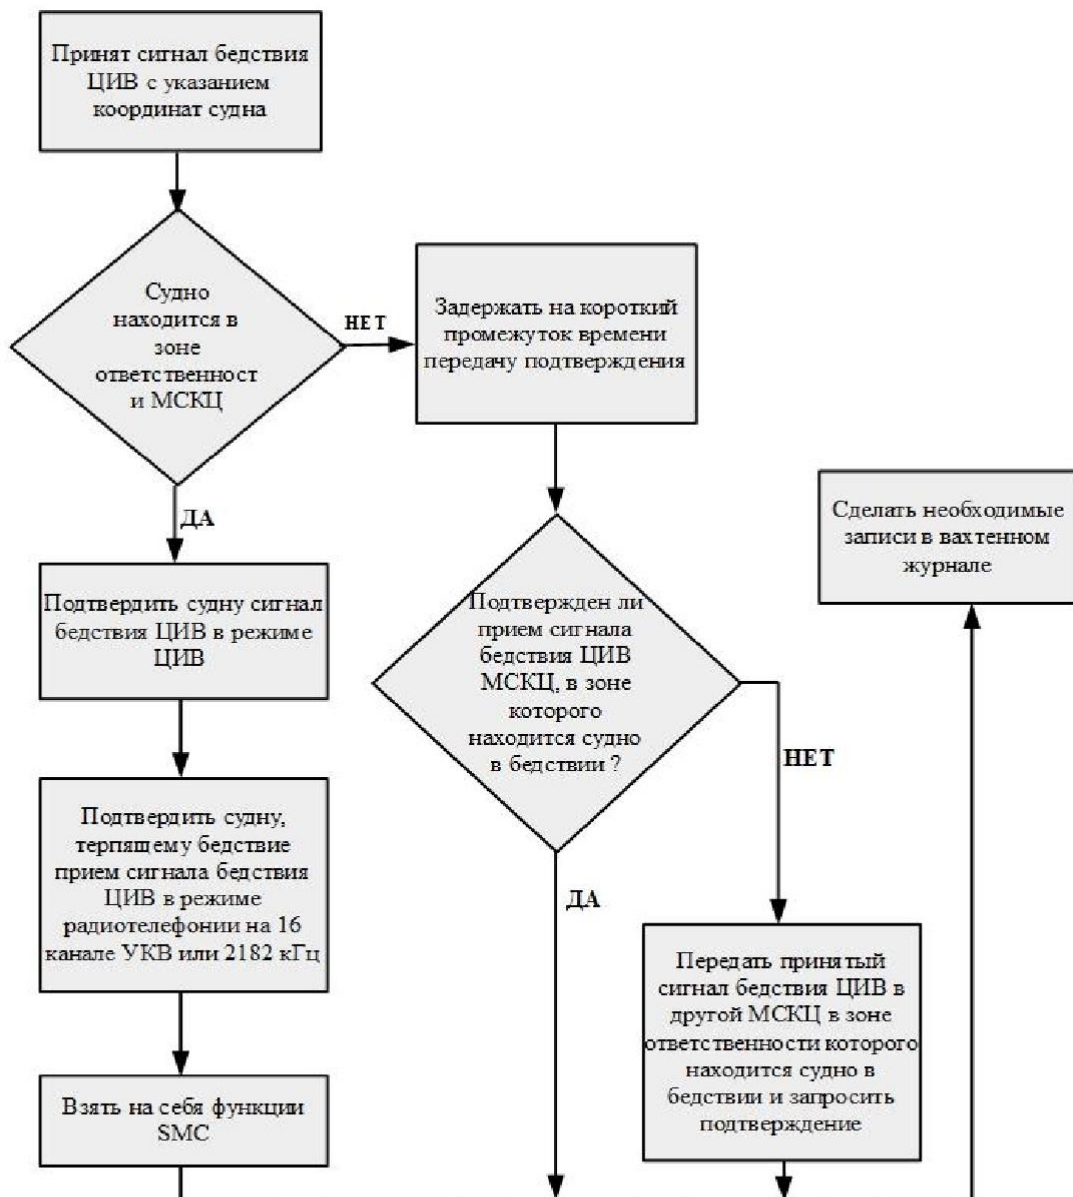 Принят сигнал бедствия
ЦИВ с указанием
координат судна
Судно
находится в
зоне
ответственност
и МСКЦ
НЕТ
Задержать на короткий
промежуток времени
передачу подтверждения
ДА
Подтвердить судну сигнал
бедствия ЦИВ в режиме
ЦИВ
Подтвержден ли
прием сигнала
бедствия ЦИВ
МСКЦ, в зоне
которого
находится судно
в бедствии ?
Сделать необходимые
записи в вахтенном
журнале
НЕТ
Подтвердить судну,
терпящему бедствие
прием сигнала бедствия
ЦИВ в режиме
радиотелефонии на 16
канале УКВ или 2182 кГц
ДА
Передать принятый
сигнал бедствия ЦИВ в
другой МСКЦ в зоне
ответственности которого
находится судно в
бедствии и запросить
подтверждение
Взять на себя функции
SMC